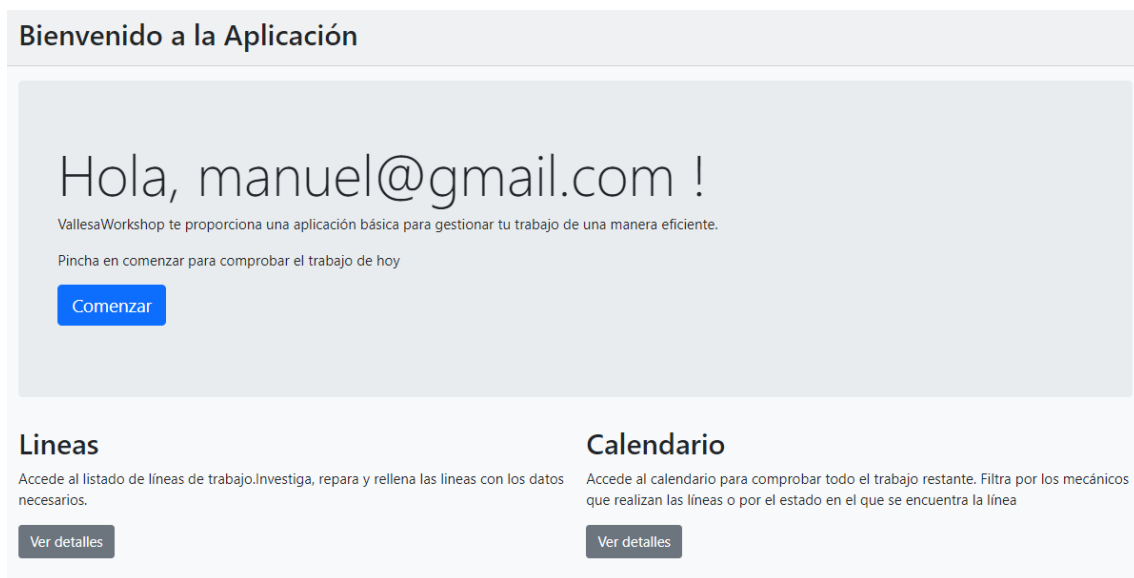 Bienvenido a la Aplicación
Hola, manuel@gmail.com !
VallesaWorkshop te proporciona una aplicación básica para gestionar tu trabajo de una manera eficiente.
Pincha en comenzar para comprobar el trabajo de hoy
Comenzar
Lineas
Accede al listado de líneas de trabajo.Investiga, repara y rellena las lineas con los datos
necesarios.
Ver detalles
Calendario
Accede al calendario para comprobar todo el trabajo restante. Filtra por los mecánicos
que realizan las líneas o por el estado en el que se encuentra la línea
Ver detalles